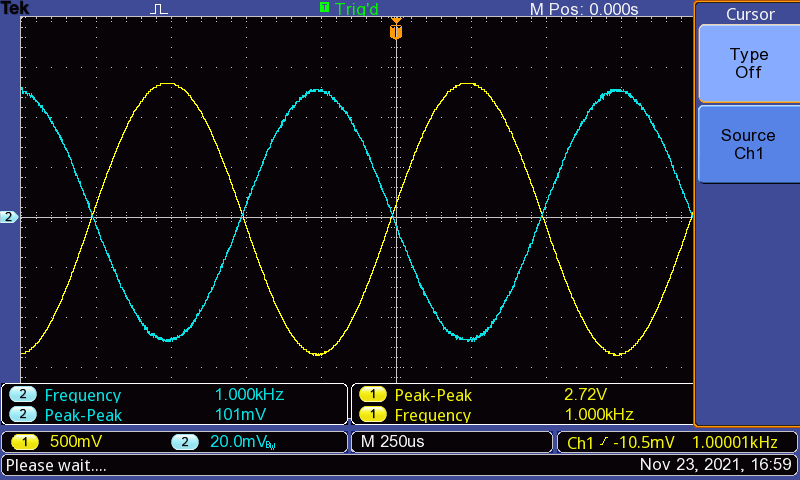 Tek T Trig'd M Pos: 0.000s Cursor
T
Type
Off
Source
Ch1
2
2 Frequency 1.000kHz 1 Peak-Peak 2.72V
2 Peak-Peak 101mV 1 Frequency 1.000kHz
1 500mV 2 20.0mVBW M 250us Ch1 -10.5mV 1.00001kHz
Please wait.... Nov 23, 2021, 16:59